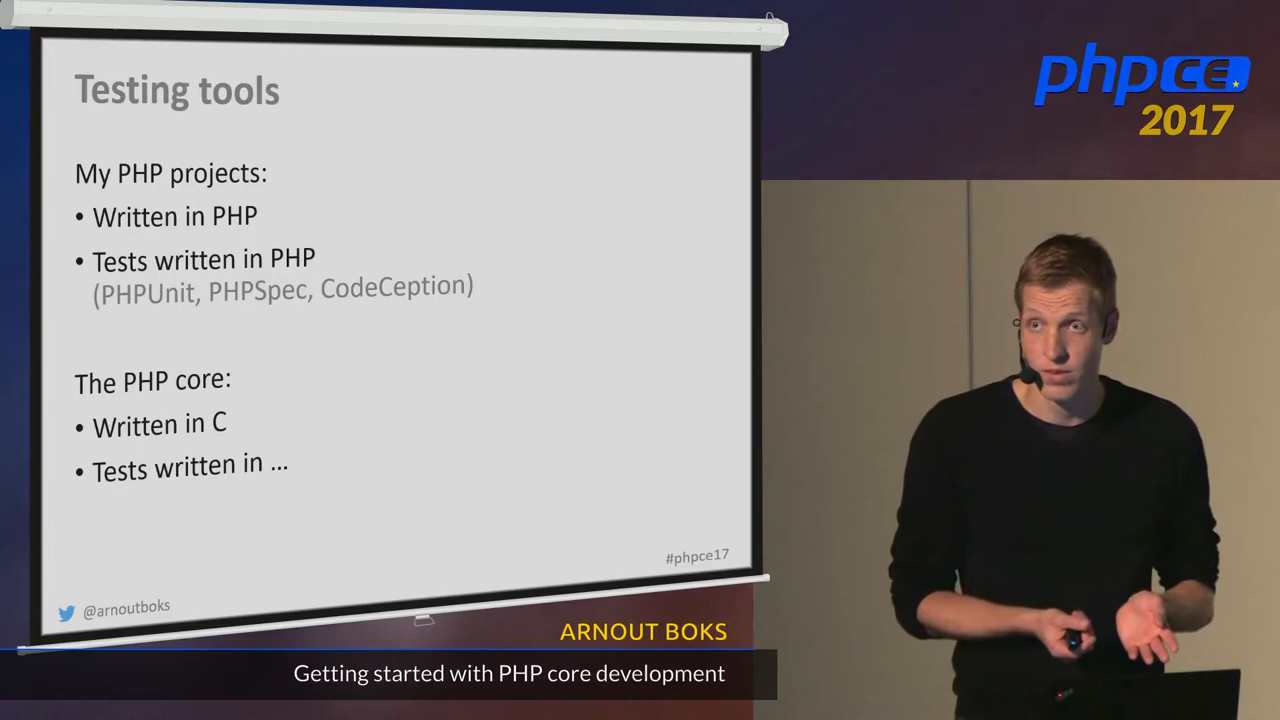 Testing tools
My PHP projects:
• Written in PHP
• Tests written in PHP
(PHPUnit, PHPSpec, CodeCeption)
The PHP core:
• Written in C
• Tests written in ...
#phpce17
@arnoutboks
phpCE
2017
ARNOUT BOKS
Getting started with PHP core development